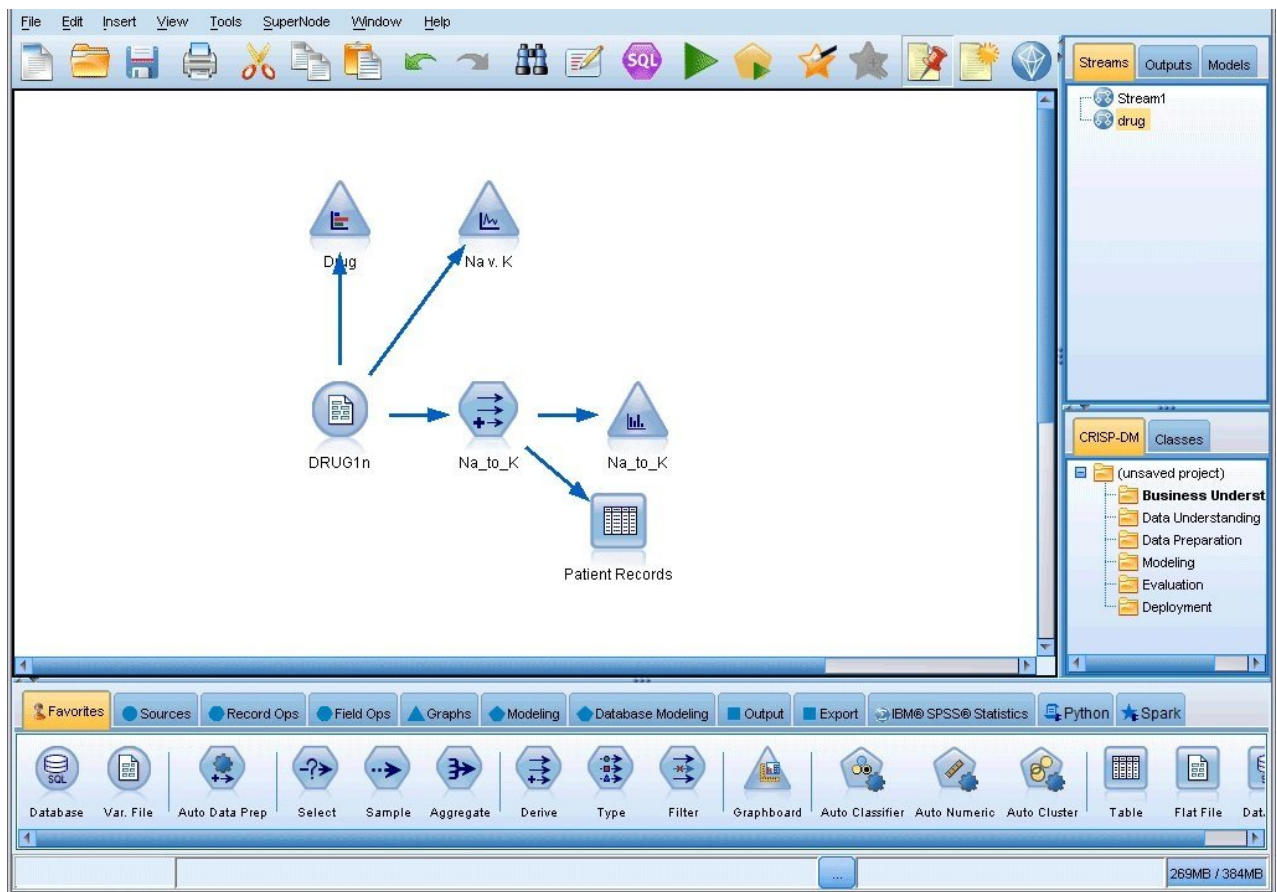 File Edit Insert View Tools SuperNode Window Help
SQL
Streams Outputs Models
Stream1
drug
Drug
Na v. K
DRUG1n
Na_to_K
Na_to_K
Patient Records
CRISP-DM Classes
(unsaved project)
Business Underst
Data Understanding
Data Preparation
Modeling
Evaluation
Deployment
Favorites Sources Record Ops Field Ops Graphs Modeling Database Modeling Output Export IBM® SPSS® Statistics Python Spark
SQL
Database Var. File Auto Data Prep Select Sample Aggregate Derive Type Filter Graphboard Auto Classifier Auto Numeric Auto Cluster Table Flat File Dat.
...
269MB / 384MB